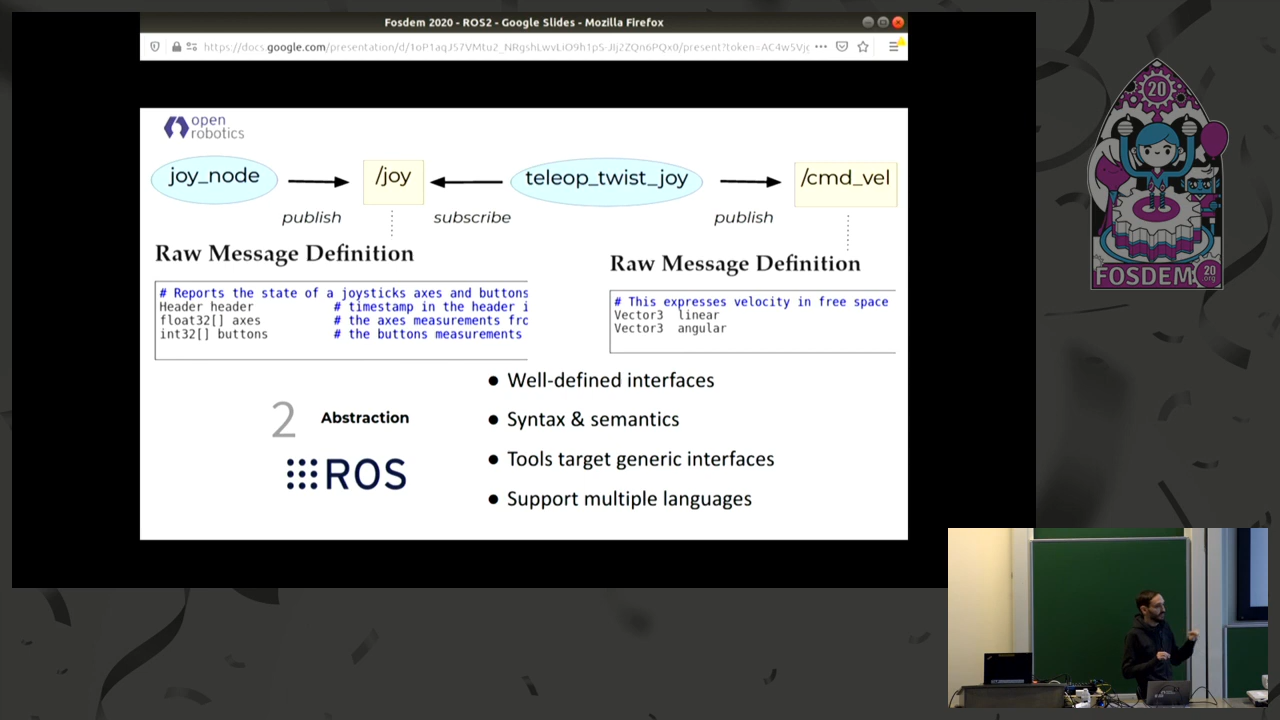 Fosdem 2020 - ROS2 - Google Slides - Mozilla Firefox
open
robotics
joy_node
/joy
teleop_twist_joy
/cmd_vel
publish
subscribe
publish
Raw Message Definition
# Reports the state of a joysticks axes and buttons
Header header # timestamp in the header i
float32[] axes # the axes measurements fro
int32[] buttons # the buttons measurements
Raw Message Definition
# This expresses velocity in free space
Vector3 linear
Vector3 angular
2 Abstraction
ROS
● Well-defined interfaces
● Syntax & semantics
● Tools target generic interfaces
● Support multiple languages
20
FOSDEM
20
.org